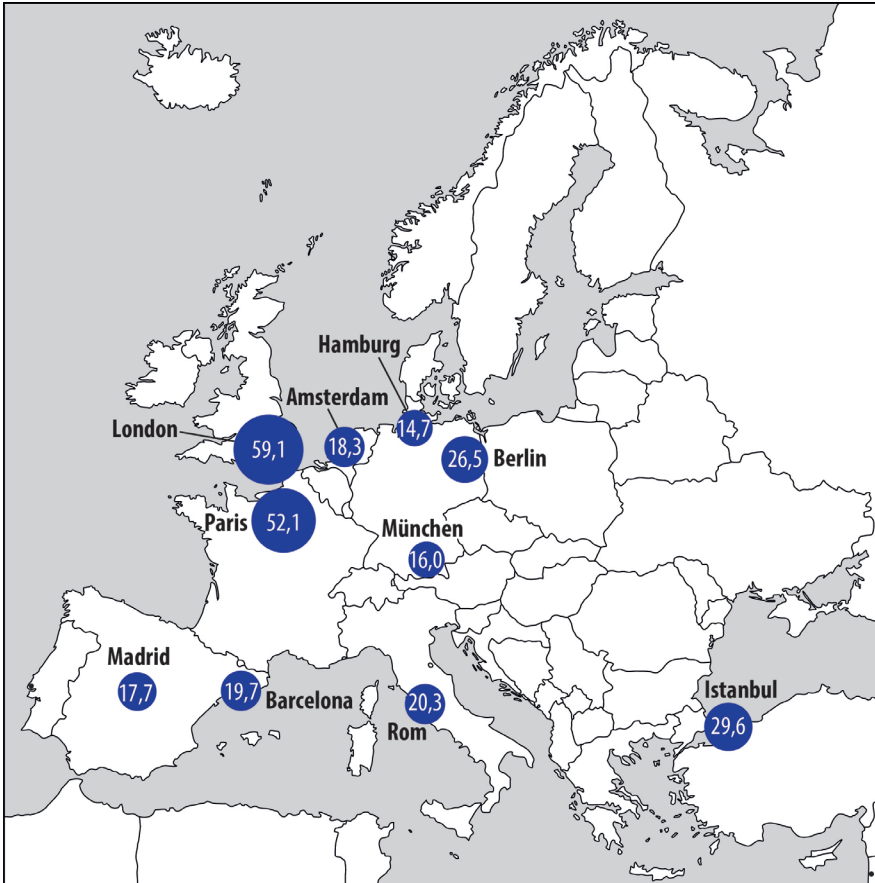 Hamburg
14,7
Amsterdam
18,3
London
59,1
26,5 Berlin
Paris 52,1
München
16,0
Madrid
17,7
19,7
Barcelona
20,3
Rom
Istanbul
29,6